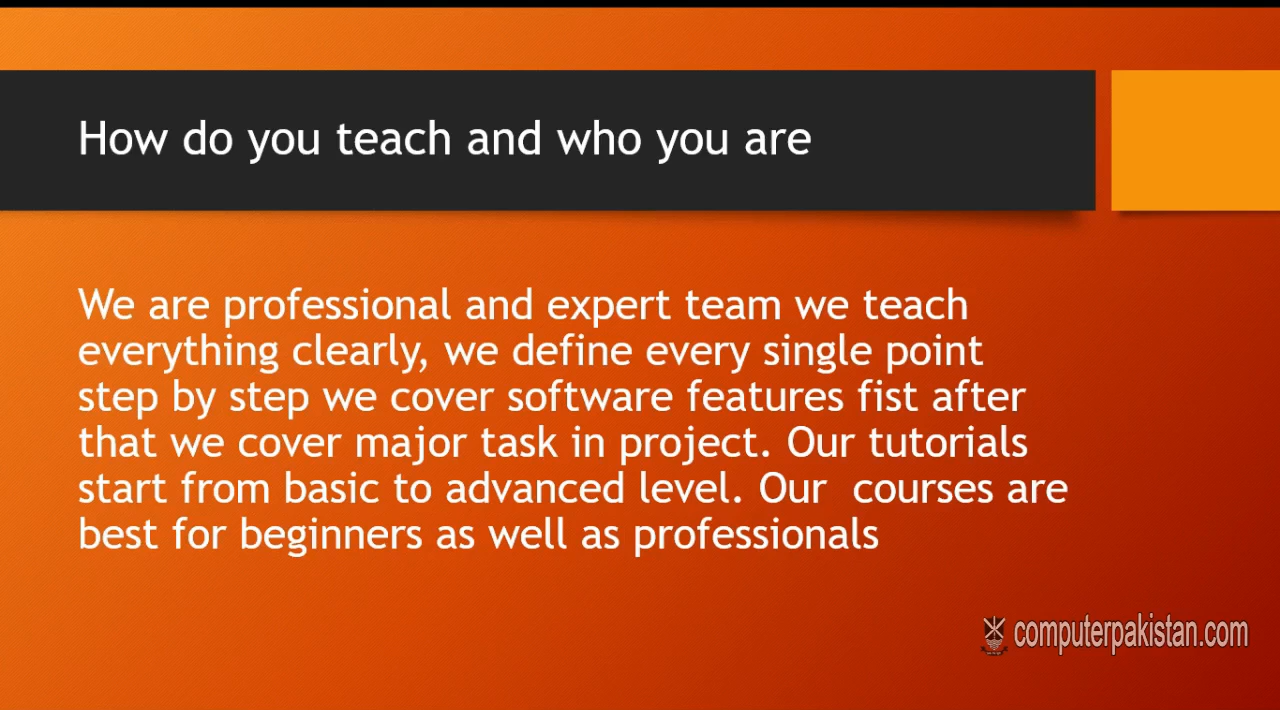 How do you teach and who you are
We are professional and expert team we teach
everything clearly, we define every single point
step by step we cover software features fist after
that we cover major task in project. Our tutorials
start from basic to advanced level. Our  courses are
best for beginners as well as professionals
computerpakistan.com